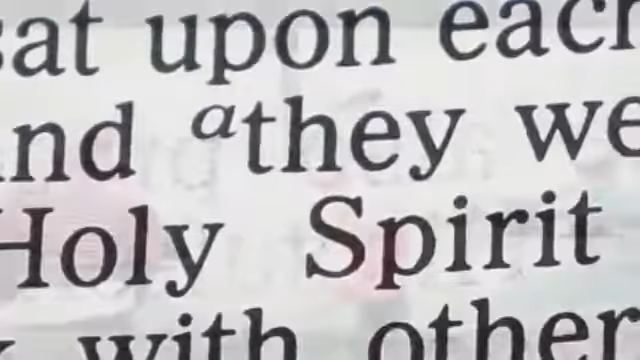 sat upon each
and ᵃthey we
Holy Spirit
with other